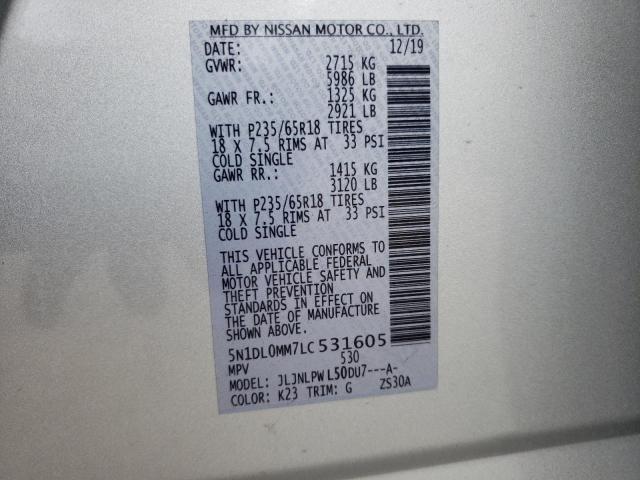 MFD BY NISSAN MOTOR CO., LTD.
DATE: 12/19
GVWR: 2715 KG
5986 LB
GAWR FR.: 1325 KG
2921 LB
WITH P235/65R18 TIRES
18 X 7.5 RIMS AT 33 PSI
COLD SINGLE
GAWR RR.: 1415 KG
3120 LB
WITH P235/65R18 TIRES
18 X 7.5 RIMS AT 33 PSI
COLD SINGLE
THIS VEHICLE CONFORMS TO
ALL APPLICABLE FEDERAL
MOTOR VEHICLE SAFETY AND
THEFT PREVENTION
STANDARDS IN EFFECT ON
THE DATE OF MANUFACTURE
SHOWN ABOVE.
5N1DL0MM7LC531605
MPV 530
MODEL: JLJNLPW L50DU7---A-
COLOR: K23 TRIM: G ZS30A